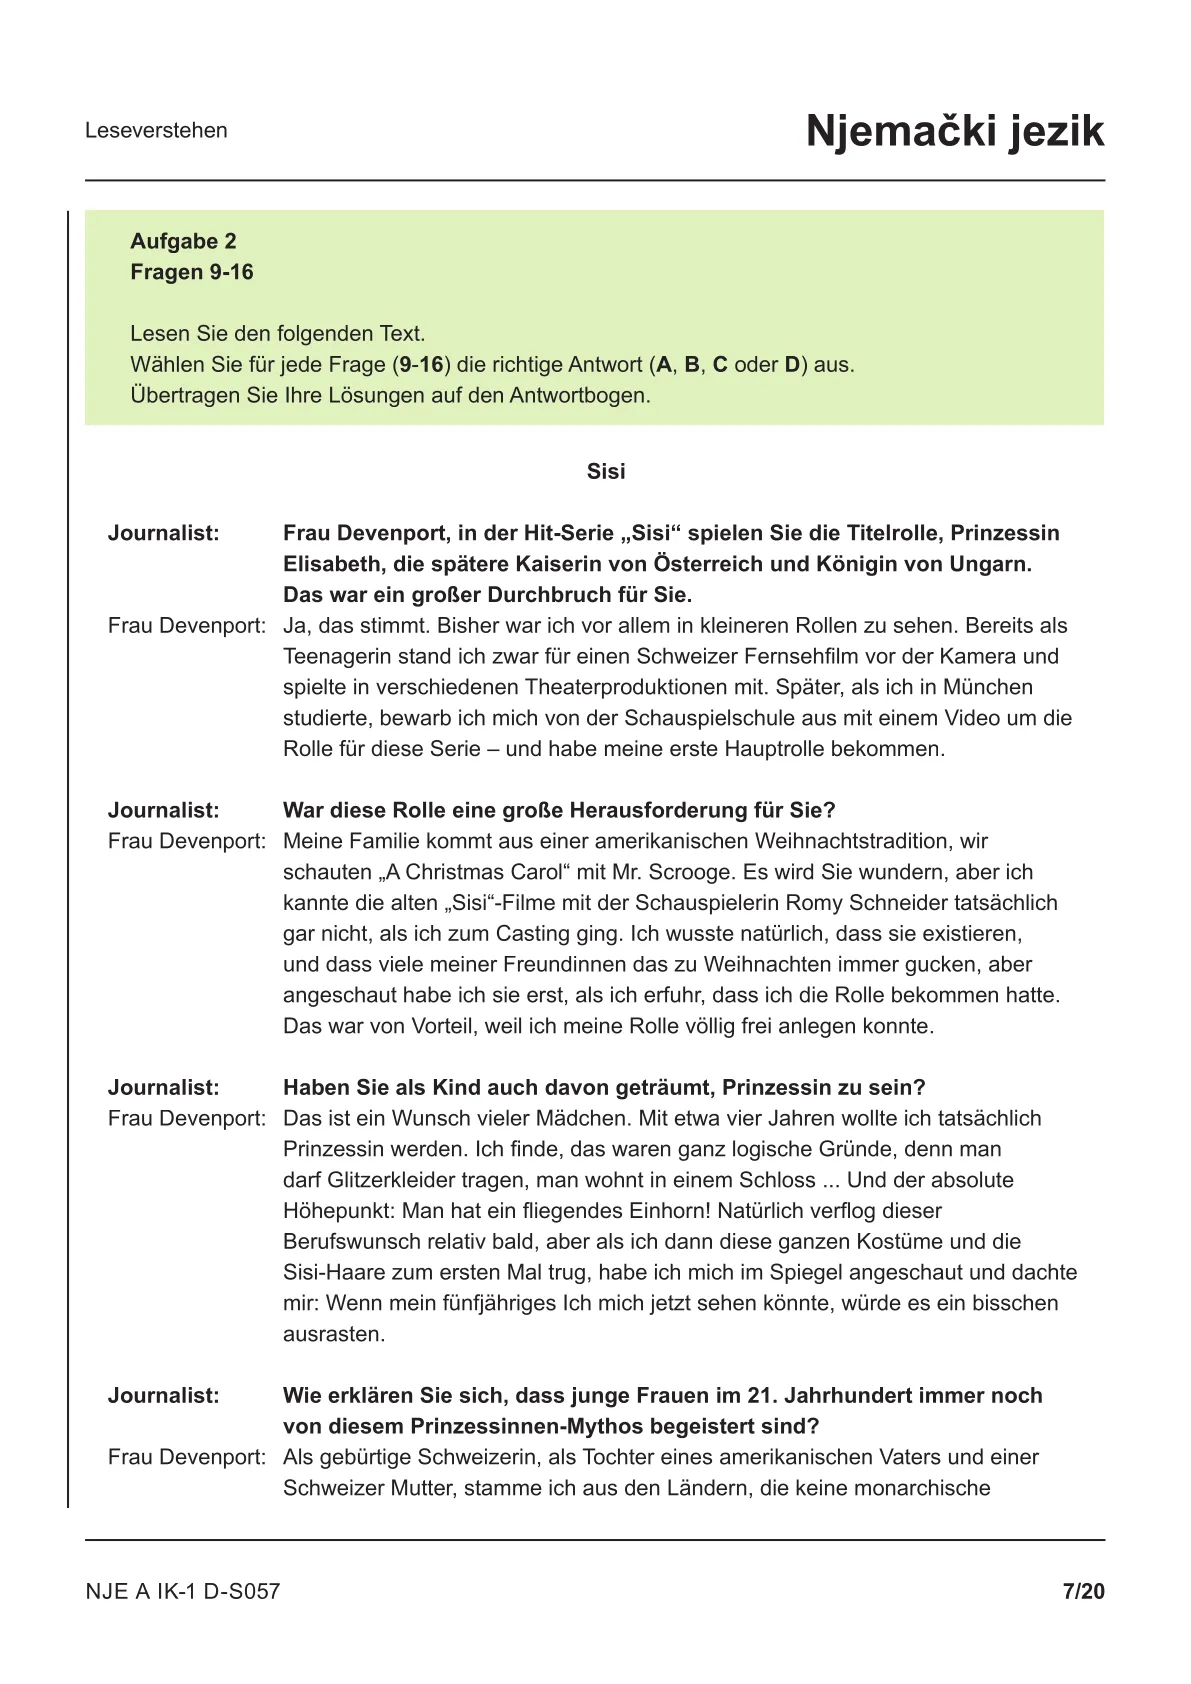 Leseverstehen
Njemački jezik
Aufgabe 2
Fragen 9-16
Lesen Sie den folgenden Text.
Wählen Sie für jede Frage (9-16) die richtige Antwort (A, B, C oder D) aus.
Übertragen Sie Ihre Lösungen auf den Antwortbogen.
Sisi
Journalist: Frau Devenport, in der Hit-Serie „Sisi“ spielen Sie die Titelrolle, Prinzessin
Elisabeth, die spätere Kaiserin von Österreich und Königin von Ungarn.
Das war ein großer Durchbruch für Sie.
Frau Devenport: Ja, das stimmt. Bisher war ich vor allem in kleineren Rollen zu sehen. Bereits als
Teenagerin stand ich zwar für einen Schweizer Fernsehfilm vor der Kamera und
spielte in verschiedenen Theaterproduktionen mit. Später, als ich in München
studierte, bewarb ich mich von der Schauspielschule aus mit einem Video um die
Rolle für diese Serie – und habe meine erste Hauptrolle bekommen.
Journalist: War diese Rolle eine große Herausforderung für Sie?
Frau Devenport: Meine Familie kommt aus einer amerikanischen Weihnachtstradition, wir
schauten „A Christmas Carol“ mit Mr. Scrooge. Es wird Sie wundern, aber ich
kannte die alten „Sisi“-Filme mit der Schauspielerin Romy Schneider tatsächlich
gar nicht, als ich zum Casting ging. Ich wusste natürlich, dass sie existieren,
und dass viele meiner Freundinnen das zu Weihnachten immer gucken, aber
angeschaut habe ich sie erst, als ich erfuhr, dass ich die Rolle bekommen hatte.
Das war von Vorteil, weil ich meine Rolle völlig frei anlegen konnte.
Journalist: Haben Sie als Kind auch davon geträumt, Prinzessin zu sein?
Frau Devenport: Das ist ein Wunsch vieler Mädchen. Mit etwa vier Jahren wollte ich tatsächlich
Prinzessin werden. Ich finde, das waren ganz logische Gründe, denn man
darf Glitzerkleider tragen, man wohnt in einem Schloss ... Und der absolute
Höhepunkt: Man hat ein fliegendes Einhorn! Natürlich verflog dieser
Berufswunsch relativ bald, aber als ich dann diese ganzen Kostüme und die
Sisi-Haare zum ersten Mal trug, habe ich mich im Spiegel angeschaut und dachte
mir: Wenn mein fünfjähriges Ich mich jetzt sehen könnte, würde es ein bisschen
ausrasten.
Journalist: Wie erklären Sie sich, dass junge Frauen im 21. Jahrhundert immer noch
von diesem Prinzessinnen-Mythos begeistert sind?
Frau Devenport: Als gebürtige Schweizerin, als Tochter eines amerikanischen Vaters und einer
Schweizer Mutter, stamme ich aus den Ländern, die keine monarchische
NJE A IK-1 D-S057
7/20